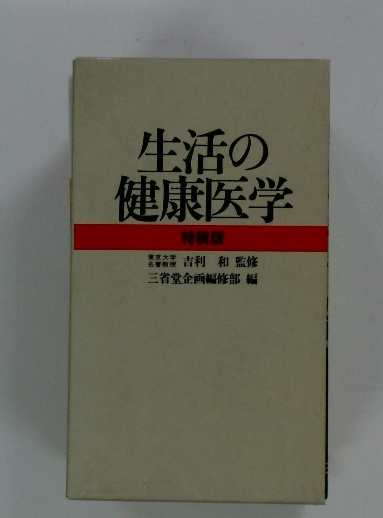 生活の
健康医学
特装版
東京大学
名誉教授 吉利 和 監修
三省堂企画編修部 編